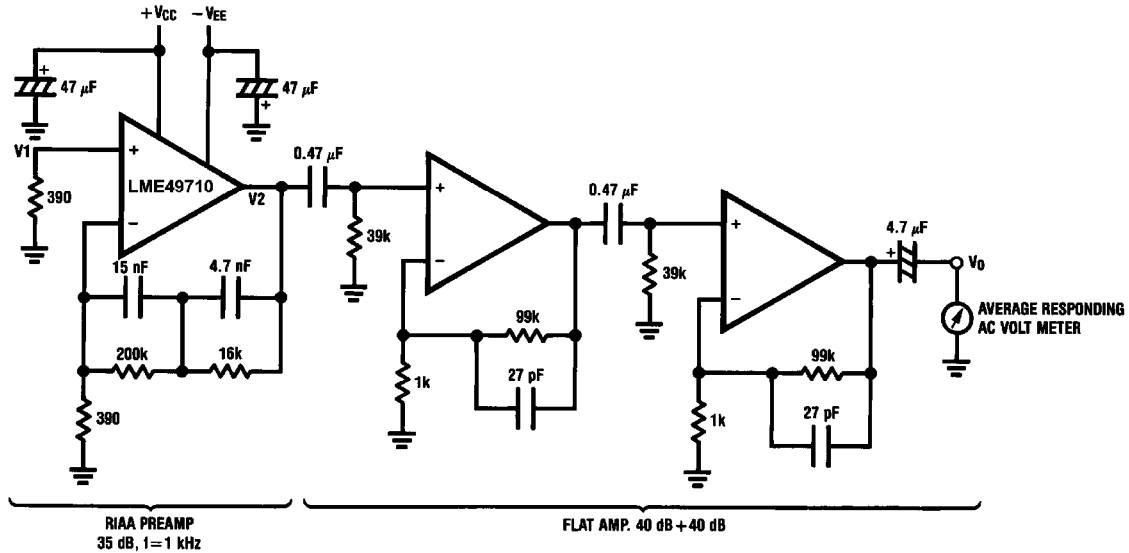 +VCC
−VEE
+
47 µF
47 µF
+
V1
+
LME49710
V2
390
−
15 nF
4.7 nF
200k
16k
390
0.47 µF
39k
+
−
99k
1k
27 pF
0.47 µF
39k
+
−
99k
1k
27 pF
4.7 µF
+
VO
AVERAGE RESPONDING
AC VOLT METER
RIAA PREAMP
35 dB, 1=1 kHz
FLAT AMP. 40 dB + 40 dB